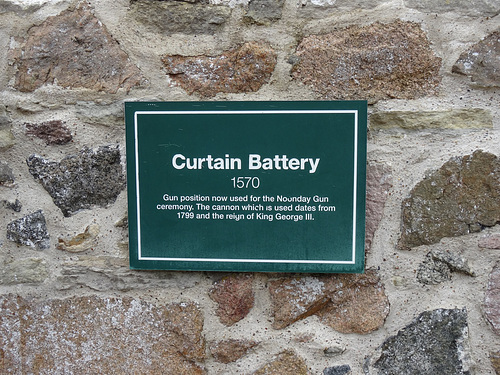 Curtain Battery
1570
Gun position now used for the Noonday Gun
ceremony. The cannon which is used dates from
1799 and the reign of King George III.